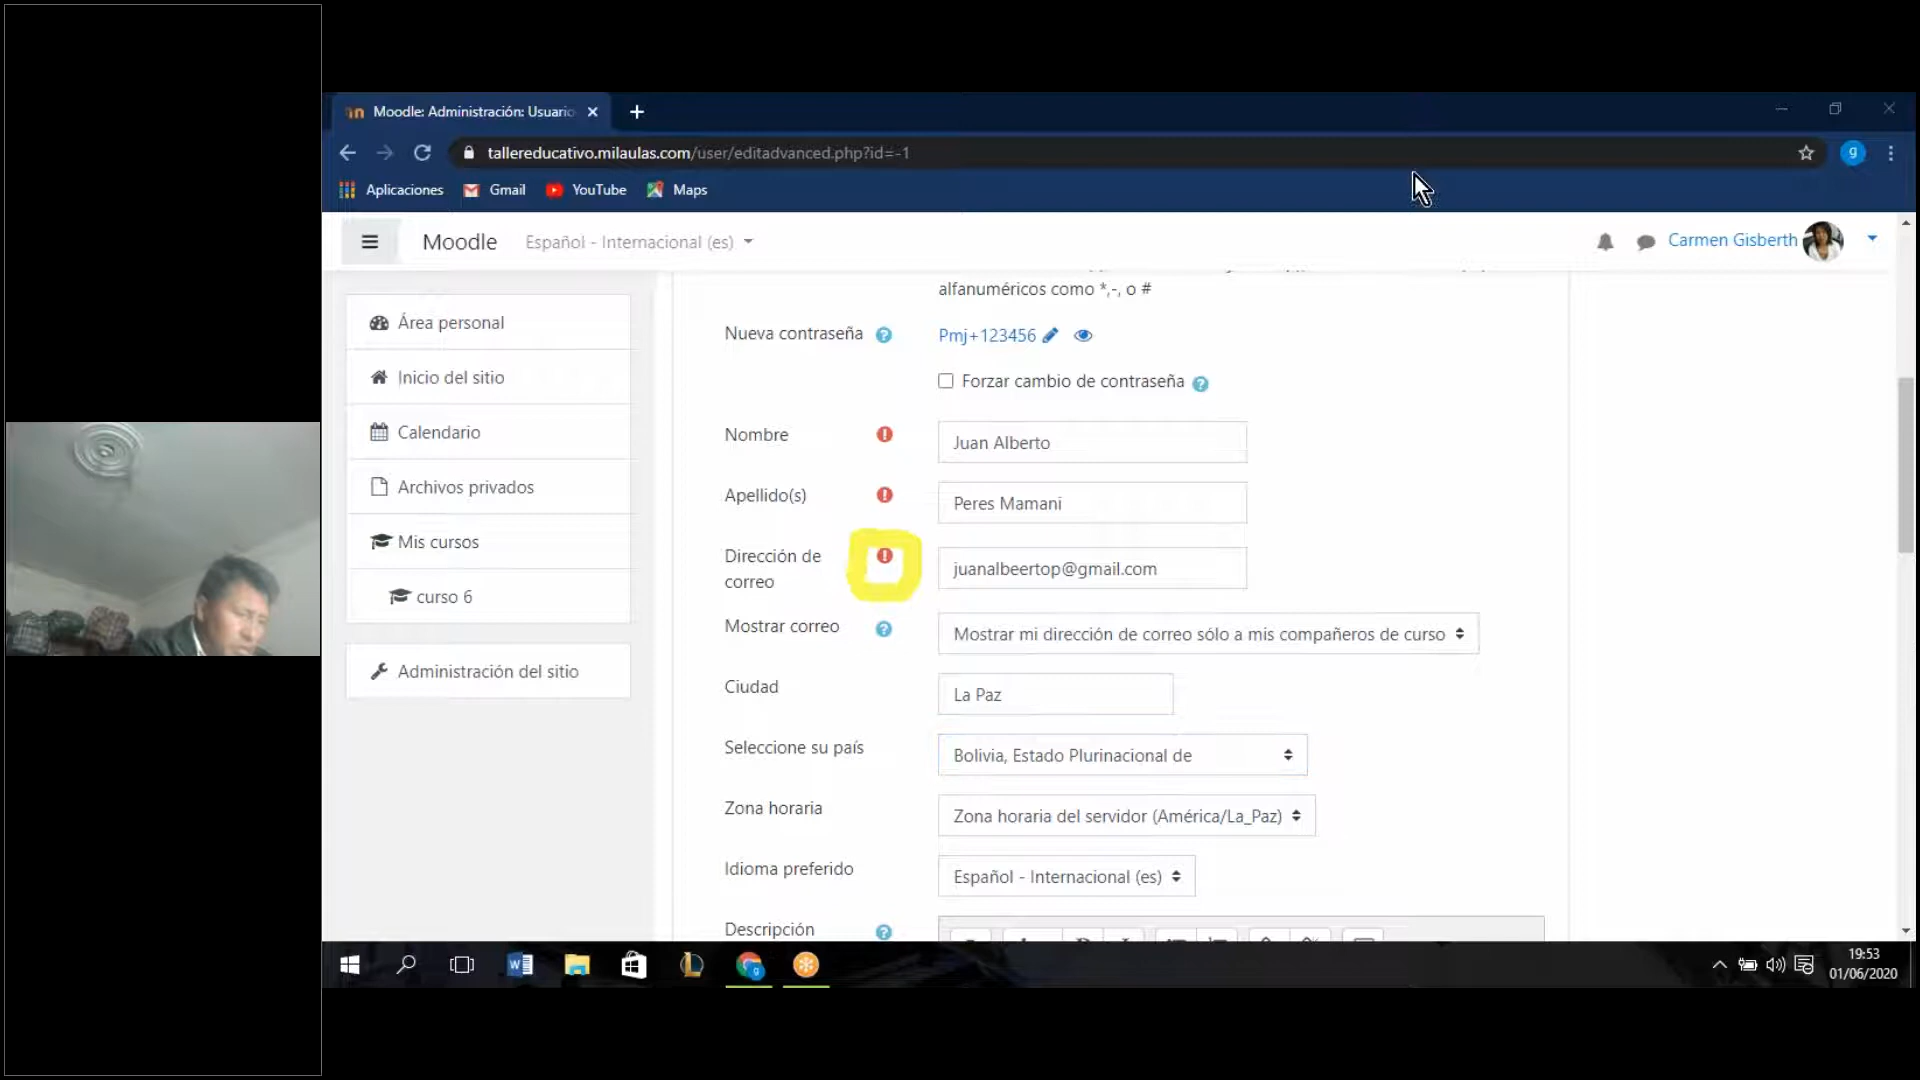 Moodle: Administración: Usuario
tallereducativo.milaulas.com/user/editadvanced.php?id=-1
g
Aplicaciones
Gmail
YouTube
Maps
Moodle
Español - Internacional (es)
Carmen Gisberth
Área personal
Inicio del sitio
Calendario
Archivos privados
Mis cursos
curso 6
Administración del sitio
alfanuméricos como *,-, o #
Nueva contraseña
Pmj+123456
Forzar cambio de contraseña
Nombre
Juan Alberto
Apellido(s)
Peres Mamani
Dirección de
correo
juanalbeertop@gmail.com
Mostrar correo
Mostrar mi dirección de correo sólo a mis compañeros de curso
Ciudad
La Paz
Seleccione su país
Bolivia, Estado Plurinacional de
Zona horaria
Zona horaria del servidor (América/La_Paz)
Idioma preferido
Español - Internacional (es)
Descripción
19:53
01/06/2020